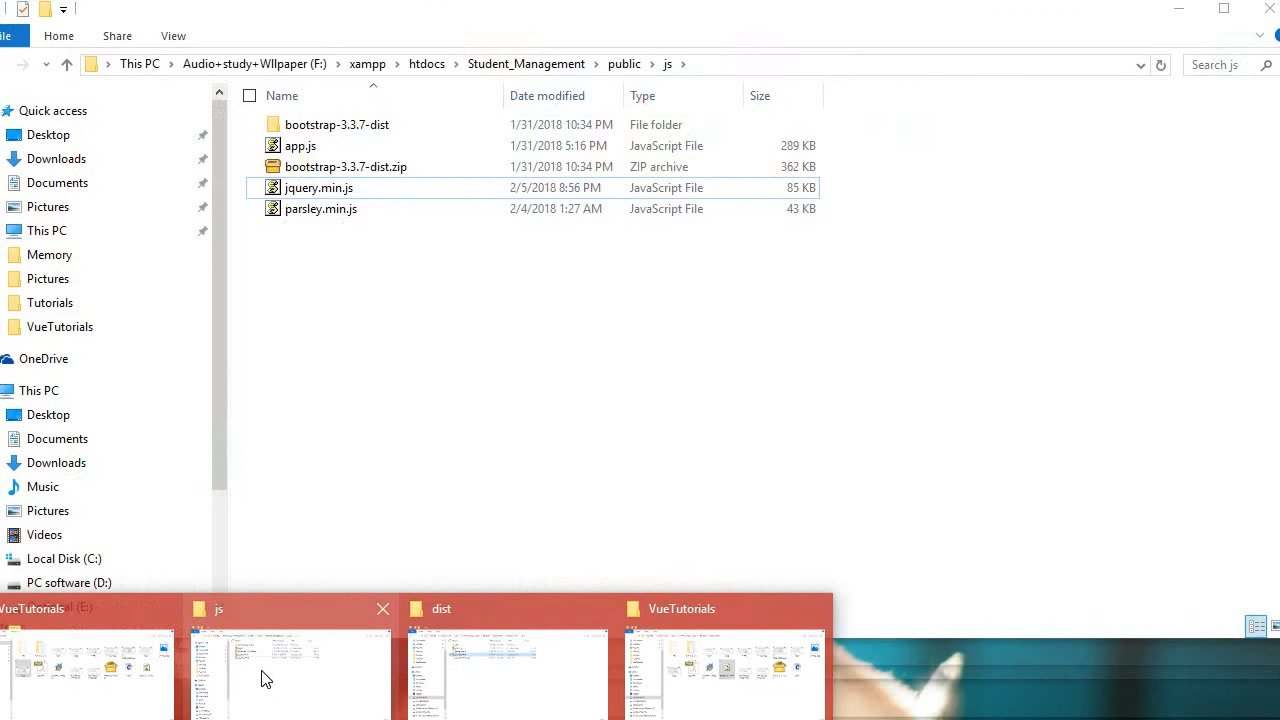 ile Home Share View
This PC Audio+study+WIlpaper (F:) xampp htdocs Student_Management public js Search js
Name Date modified Type Size
bootstrap-3.3.7-dist 1/31/2018 10:34 PM File folder
app.js 1/31/2018 5:16 PM JavaScript File 289 KB
bootstrap-3.3.7-dist.zip 1/31/2018 10:34 PM ZIP archive 362 KB
jquery.min.js 2/5/2018 8:56 PM JavaScript File 85 KB
parsley.min.js 2/4/2018 1:27 AM JavaScript File 43 KB
Quick access
Desktop
Downloads
Documents
Pictures
This PC
Memory
Pictures
Tutorials
VueTutorials
OneDrive
This PC
Desktop
Documents
Downloads
Music
Pictures
Videos
Local Disk (C:)
PC software (D:)
VueTutorials js dist VueTutorials